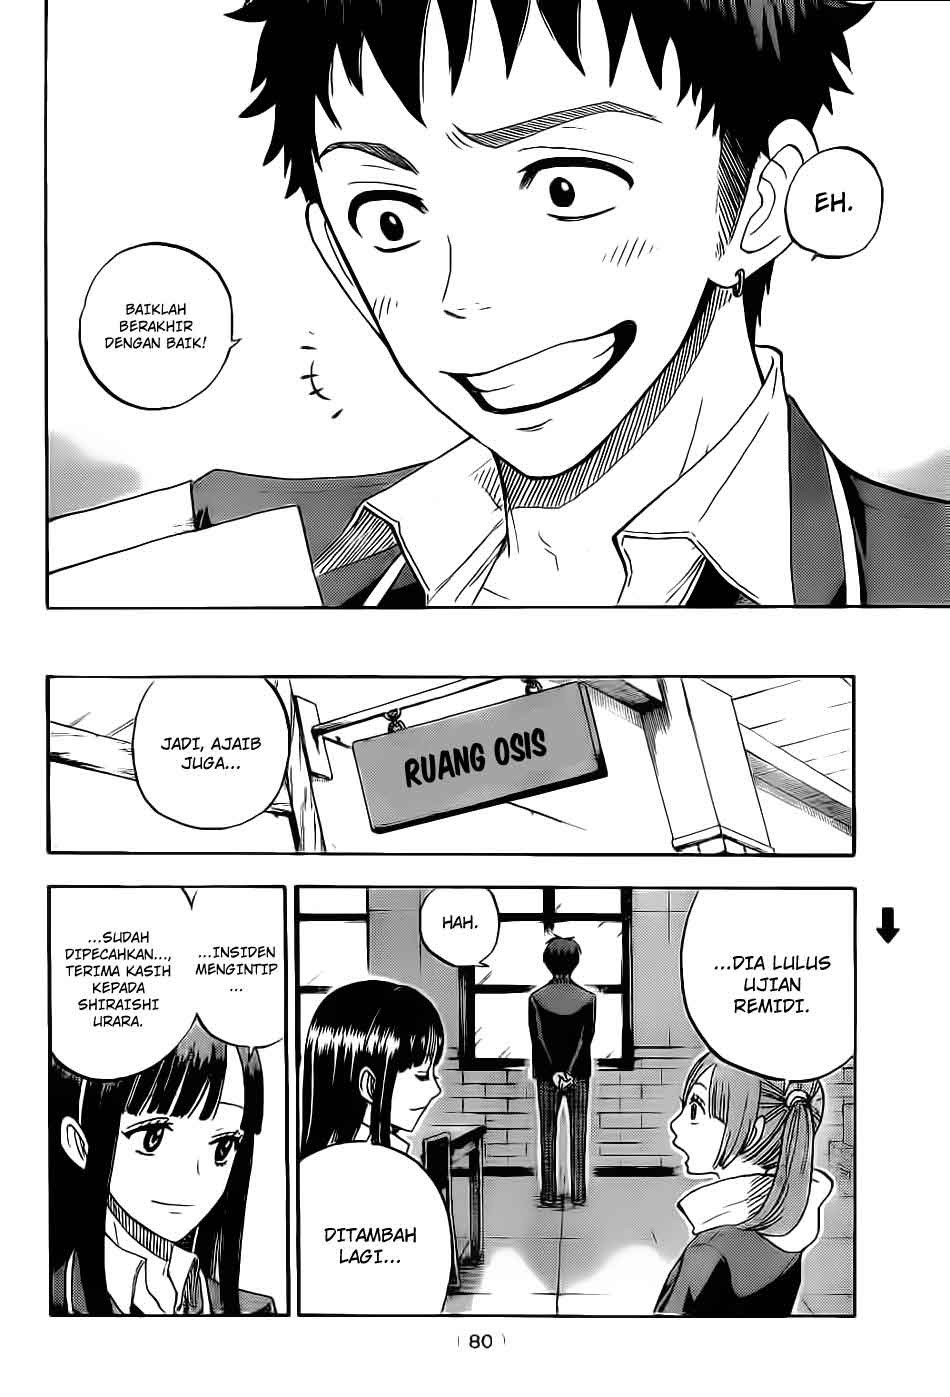 EH.
BAIKLAH
BERAKHIR
DENGAN BAIK!
RUANG OSIS
JADI, AJAIB
JUGA...
...DIA LULUS
UJIAN
REMIDI.
HAH.
DITAMBAH
LAGI...
...INSIDEN
MENGINTIP
...
...SUDAH
DIPECAHKAN...,
TERIMA KASIH
KEPADA
SHIRAISHI
URARA.
80